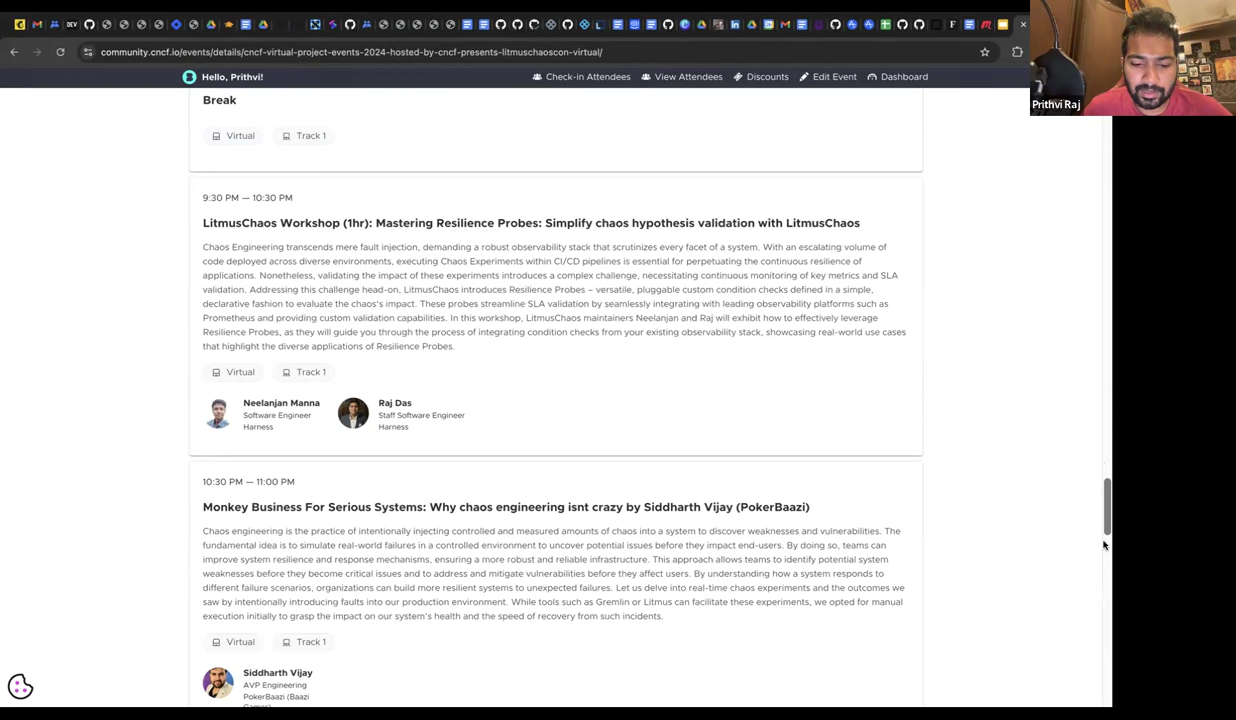 DEV
community.cncf.io/events/details/cncf-virtual-project-events-2024-hosted-by-cncf-presents-litmuschaoscon-virtual/
Hello, Prithvi!
Check-in Attendees
View Attendees
Discounts
Edit Event
Dashboard
Prithvi Raj
Break
Virtual
Track 1
9:30 PM — 10:30 PM
LitmusChaos Workshop (1hr): Mastering Resilience Probes: Simplify chaos hypothesis validation with LitmusChaos
Chaos Engineering transcends mere fault injection, demanding a robust observability stack that scrutinizes every facet of a system. With an escalating volume of
code deployed across diverse environments, executing Chaos Experiments within CI/CD pipelines is essential for perpetuating the continuous resilience of
applications. Nonetheless, validating the impact of these experiments introduces a complex challenge, necessitating continuous monitoring of key metrics and SLA
validation. Addressing this challenge head-on, LitmusChaos introduces Resilience Probes – versatile, pluggable custom condition checks defined in a simple,
declarative fashion to evaluate the chaos's impact. These probes streamline SLA validation by seamlessly integrating with leading observability platforms such as
Prometheus and providing custom validation capabilities. In this workshop, LitmusChaos maintainers Neelanjan and Raj will exhibit how to effectively leverage
Resilience Probes, as they will guide you through the process of integrating condition checks from your existing observability stack, showcasing real-world use cases
that highlight the diverse applications of Resilience Probes.
Virtual
Track 1
Neelanjan Manna
Software Engineer
Harness
Raj Das
Staff Software Engineer
Harness
10:30 PM — 11:00 PM
Monkey Business For Serious Systems: Why chaos engineering isnt crazy by Siddharth Vijay (PokerBaazi)
Chaos engineering is the practice of intentionally injecting controlled and measured amounts of chaos into a system to discover weaknesses and vulnerabilities. The
fundamental idea is to simulate real-world failures in a controlled environment to uncover potential issues before they impact end-users. By doing so, teams can
improve system resilience and response mechanisms, ensuring a more robust and reliable infrastructure. This approach allows teams to identify potential system
weaknesses before they become critical issues and to address and mitigate vulnerabilities before they affect users. By understanding how a system responds to
different failure scenarios, organizations can build more resilient systems to unexpected failures. Let us delve into real-time chaos experiments and the outcomes we
saw by intentionally introducing faults into our production environment. While tools such as Gremlin or Litmus can facilitate these experiments, we opted for manual
execution initially to grasp the impact on our system's health and the speed of recovery from such incidents.
Virtual
Track 1
Siddharth Vijay
AVP Engineering
PokerBaazi (Baazi